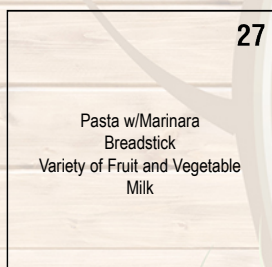 27
Pasta w/Marinara
Breadstick
Variety of Fruit and Vegetable
Milk